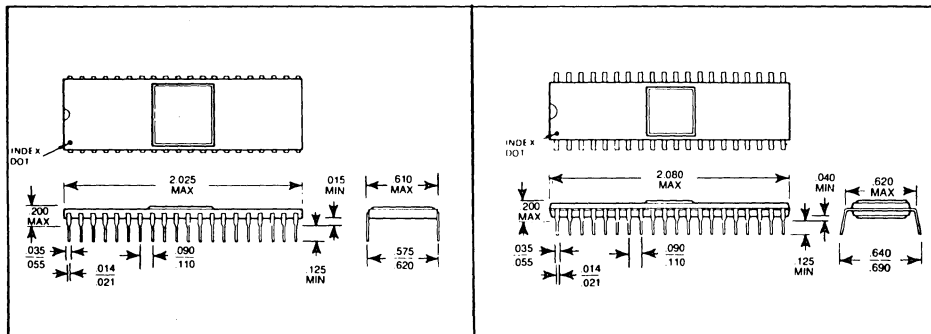 INDEX
DOT
2.025
MAX
.015
MIN
.610
MAX
.200
MAX
.035
.055
.014
.021
.090
.110
.125
MIN
.575
.620
INDEX
DOT
2.080
MAX
.040
MIN
.620
MAX
.200
MAX
.035
.055
.014
.021
.090
.110
.125
MIN
.640
.690